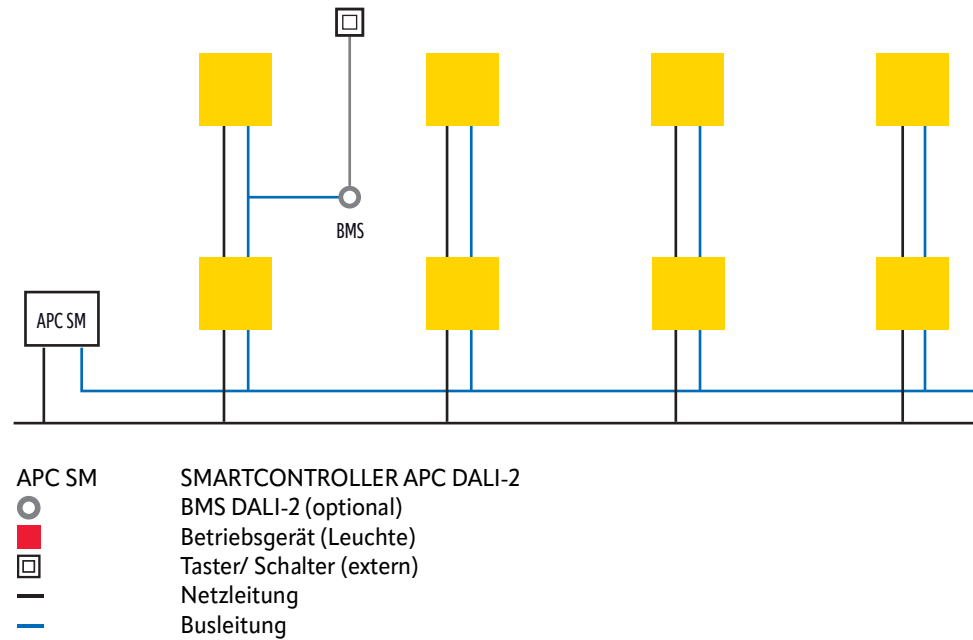 BMS
APC SM
APC SM SMARTCONTROLLER APC DALI-2
BMS DALI-2 (optional)
Betriebsgerät (Leuchte)
Taster/ Schalter (extern)
Netzleitung
Busleitung